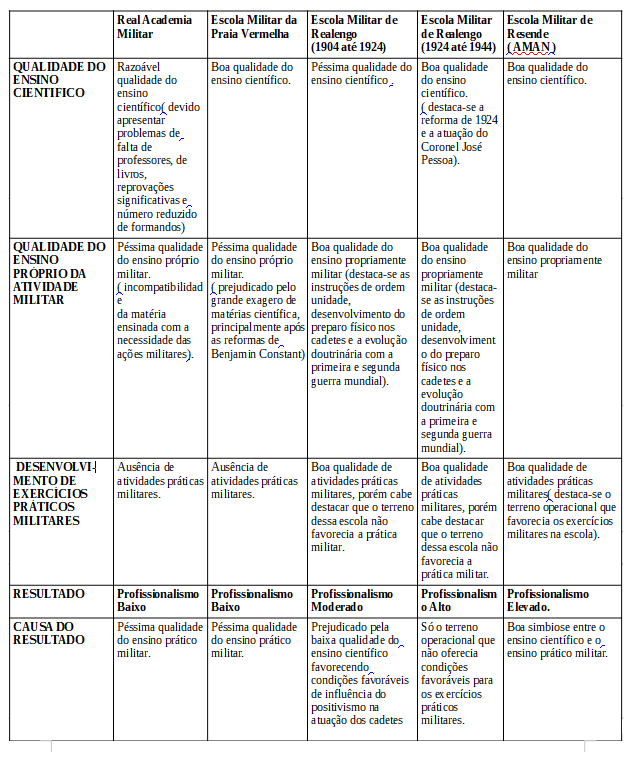 Real Academia
Militar
Escola Militar da
Praia Vermelha
Escola Militar de
Realengo
(1904 até 1924)
Escola Militar
de Realengo
(1924 até 1944)
Escola Militar de
Resende
( AMAN )
QUALIDADE DO
ENSINO
CIENTIFICO
Razoável
qualidade do
ensino
científico( devido
apresentar
problemas de
falta de
professores, de
livros,
reprovações
significativas e
número reduzido
de formandos)
Boa qualidade do
ensino científico.
Péssima qualidade do
ensino científico .
Boa qualidade
do ensino
científico.
( destaca-se a
reforma de 1924
e a atuação do
Coronel José
Pessoa).
Boa qualidade do
ensino científico.
QUALIDADE DO
ENSINO
PRÓPRIO DA
ATIVIDADE
MILITAR
Péssima qualidade
do ensino próprio
militar.
( incompatibilidad
e
da matéria
ensinada com a
necessidade das
ações militares).
Péssima qualidade
do ensino próprio
militar.
( prejudicado pelo
grande exagero de
matérias científica,
principalmente após
as reformas de
Benjamin Constant)
Boa qualidade do
ensino propriamente
militar (destaca-se as
instruções de ordem
unidade,
desenvolvimento do
preparo físico nos
cadetes e a evolução
doutrinária com a
primeira e segunda
guerra mundial).
Boa qualidade
do ensino
propriamente
militar (destaca-
se as instruções
de ordem
unidade,
desenvolviment
o do preparo
físico nos
cadetes e a
evolução
doutrinária com
a primeira e
segunda guerra
mundial).
Boa qualidade do
ensino propriamente
militar
DESENVOLVI-
MENTO DE
EXERCÍCIOS
PRÁTICOS
MILITARES
Ausência de
atividades práticas
militares.
Ausência de
atividades práticas
militares.
Boa qualidade de
atividades práticas
militares, porém cabe
destacar que o terreno
dessa escola não
favorecia a prática
militar.
Boa qualidade
de atividades
práticas
militares, porém
cabe destacar
que o terreno
dessa escola não
favorecia a
prática militar.
Boa qualidade de
atividades práticas
militares( destaca-se o
terreno operacional que
favorecia os exercícios
militares na escola).
RESULTADO
Profissionalismo
Baixo
Profissionalismo
Baixo
Profissionalismo
Moderado
Profissionalism
o Alto
Profissionalismo
Elevado.
CAUSA DO
RESULTADO
Péssima qualidade
do ensino prático
militar.
Péssima qualidade
do ensino prático
militar.
Prejudicado pela
baixa qualidade do
ensino científico
favorecendo
condições favoráveis
de influência do
positivismo na
atuação dos cadetes
Só o terreno
operacional que
não oferecia
condições
favoráveis para
os exercícios
práticos
militares.
Boa simbiose entre o
ensino científico e o
ensino prático militar.